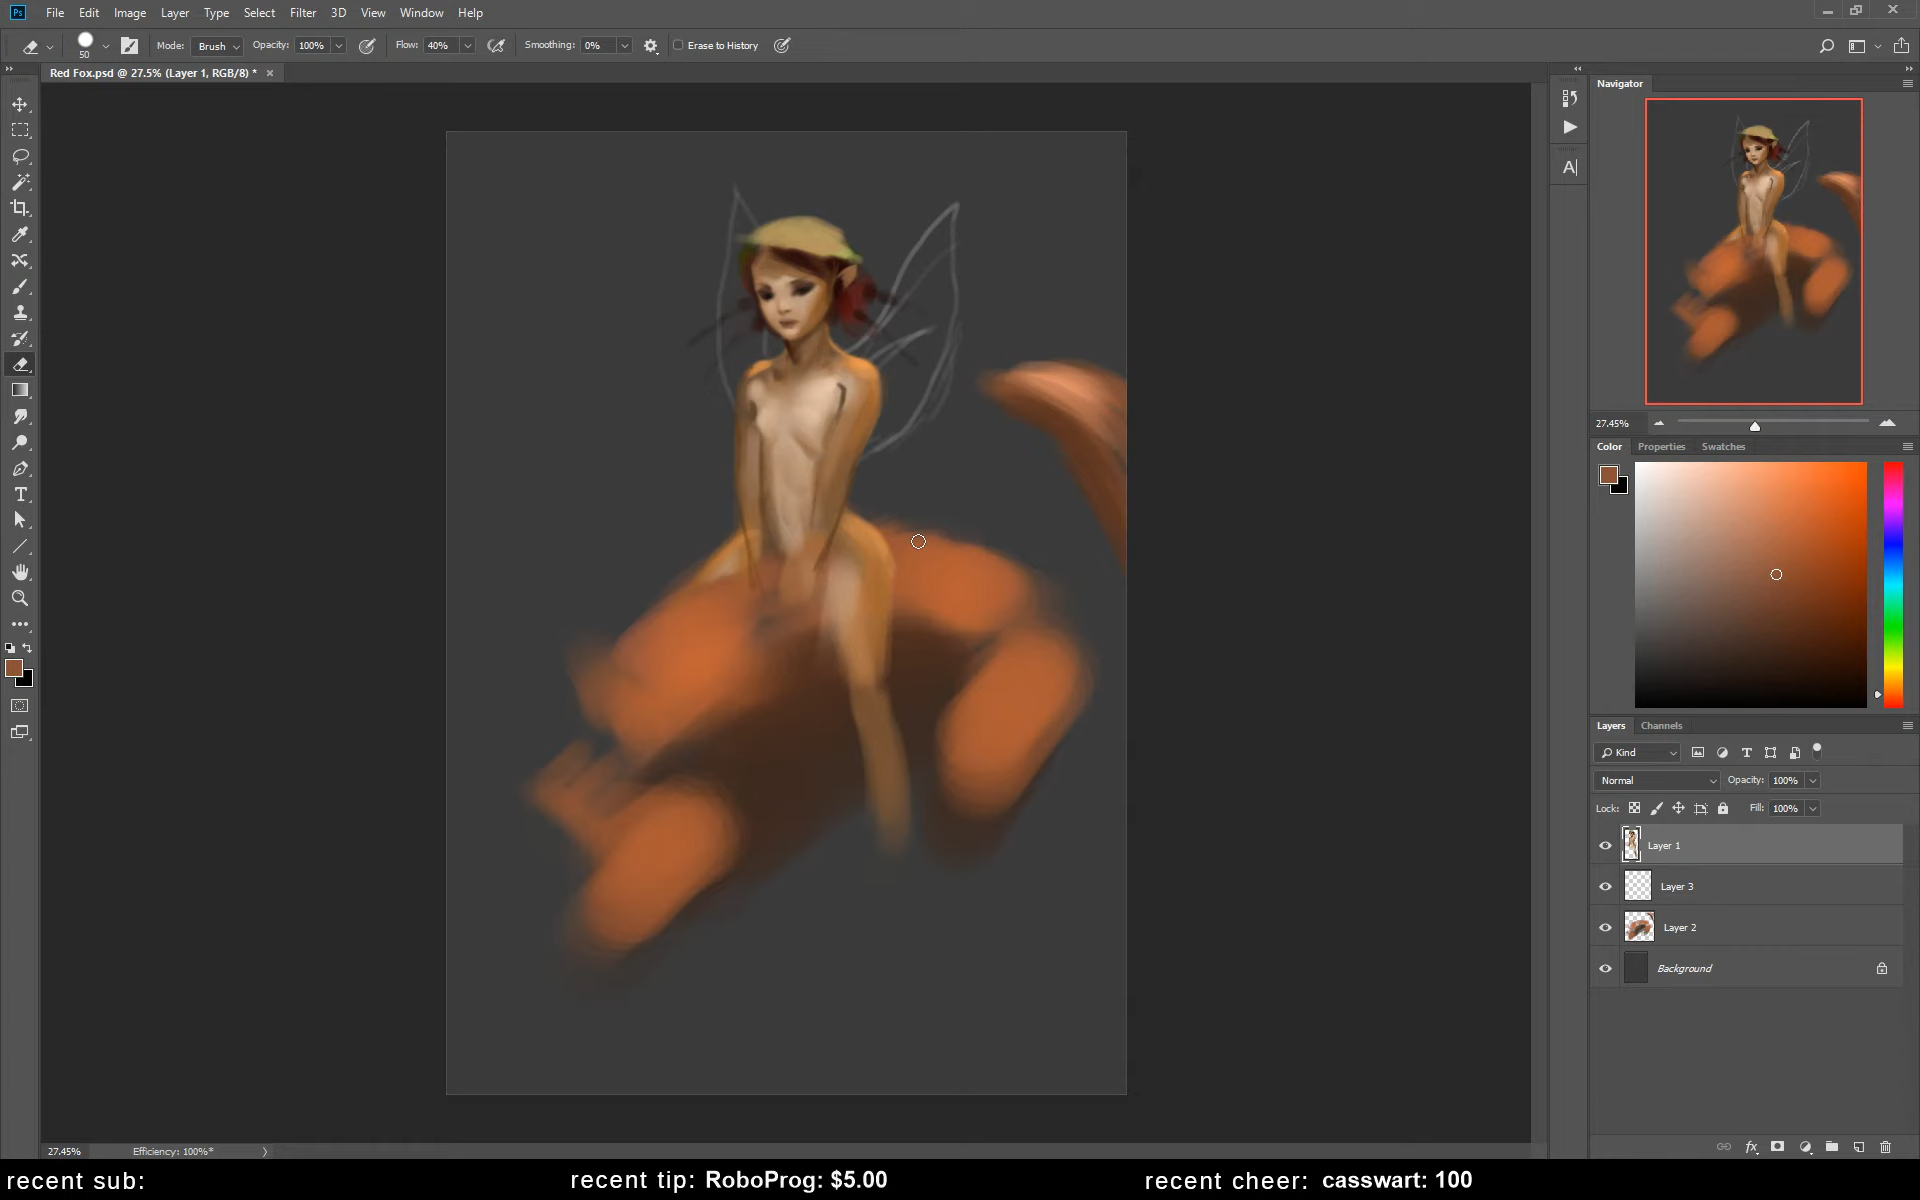 Ps File Edit Image Layer Type Select Filter 3D View Window Help
50 Mode: Brush Opacity: 100% Flow: 40% Smoothing: 0% Erase to History
Red Fox.psd @ 27.5% (Layer 1, RGB/8) * ×
Navigator
A|
27.45%
Color Properties Swatches
T
Layers Channels
Kind T
Normal Opacity: 100%
Lock: Fill: 100%
Layer 1
Layer 3
Layer 2
Background
fx
27.45% Efficiency: 100%*
recent sub: recent tip: RoboProg: $5.00 recent cheer: casswart: 100